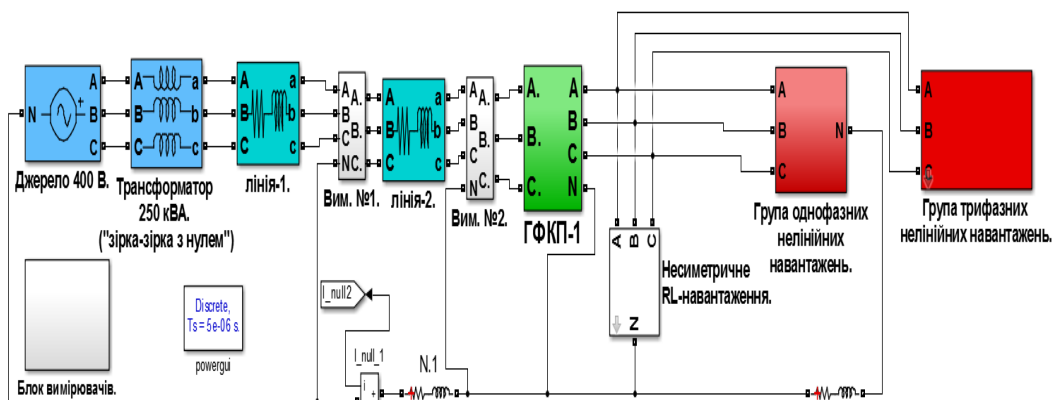 N
A
B
C
Джерело 400 В.
A
B
C
a
b
c
Трансформатор
250 кВА.
("зірка-зірка з нулем")
A
B
C
a
b
c
лінія-1.
A
B
C
N
A.
B.
C.
Вим. №1.
A
B
C
a
b
c
лінія-2.
A
B
C
N
A.
B.
C.
Вим. №2.
A.
B.
C.
A
B
C
N
ГФКП-1
A
B
C
N
Група однофазних
нелінійних
навантажень.
A
B
C
Група трифазних
нелінійних навантажень.
A B C
N
Несиметричне
RL-навантаження.
Блок вимірювачів.
Discrete,
Ts = 5e-06 s.
powergui
I_null2
I_null_1
i
+
N.1